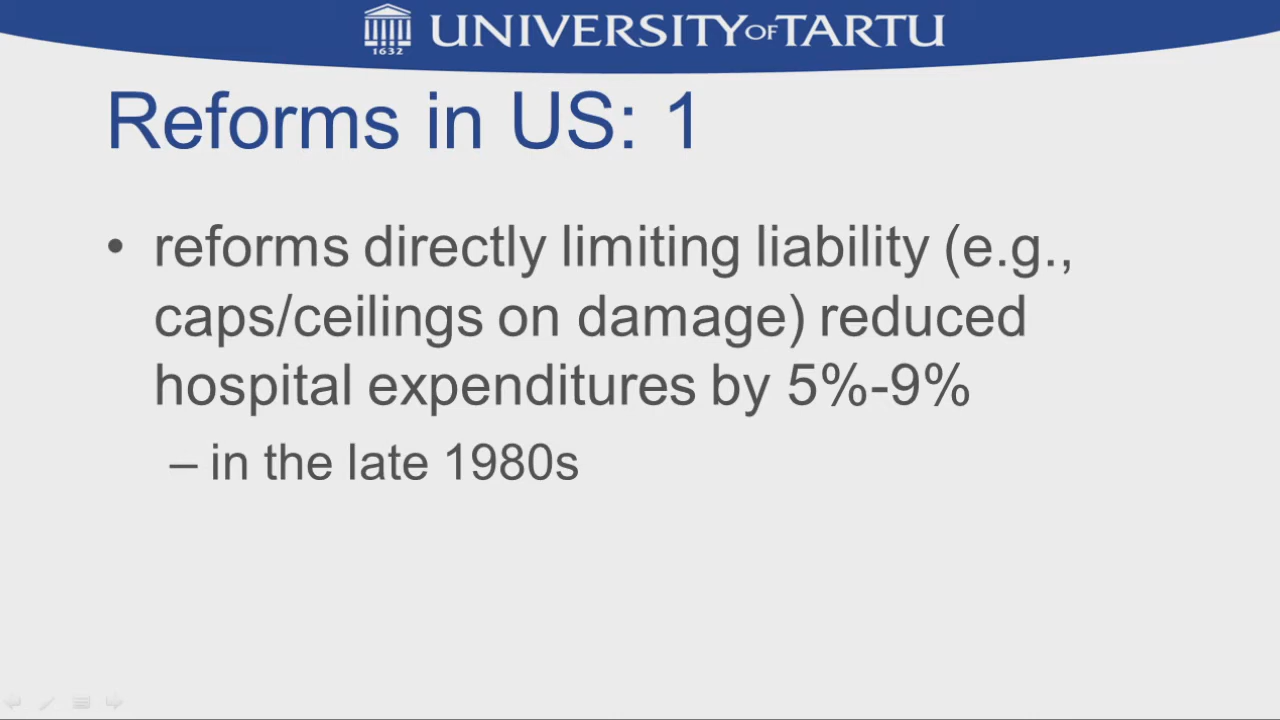 1632
UNIVERSITY OF TARTU
Reforms in US: 1
• reforms directly limiting liability (e.g.,
caps/ceilings on damage) reduced
hospital expenditures by 5%-9%
– in the late 1980s